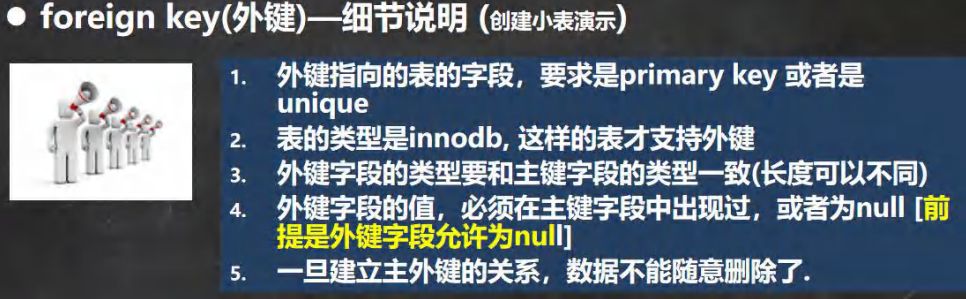 ● foreign key(外键)—细节说明 (创建小表演示)
1. 外键指向的表的字段，要求是primary key 或者是
unique
2. 表的类型是innodb, 这样的表才支持外键
3. 外键字段的类型要和主键字段的类型一致(长度可以不同)
4. 外键字段的值，必须在主键字段中出现过，或者为null [前
提是外键字段允许为null]
5. 一旦建立主外键的关系，数据不能随意删除了.